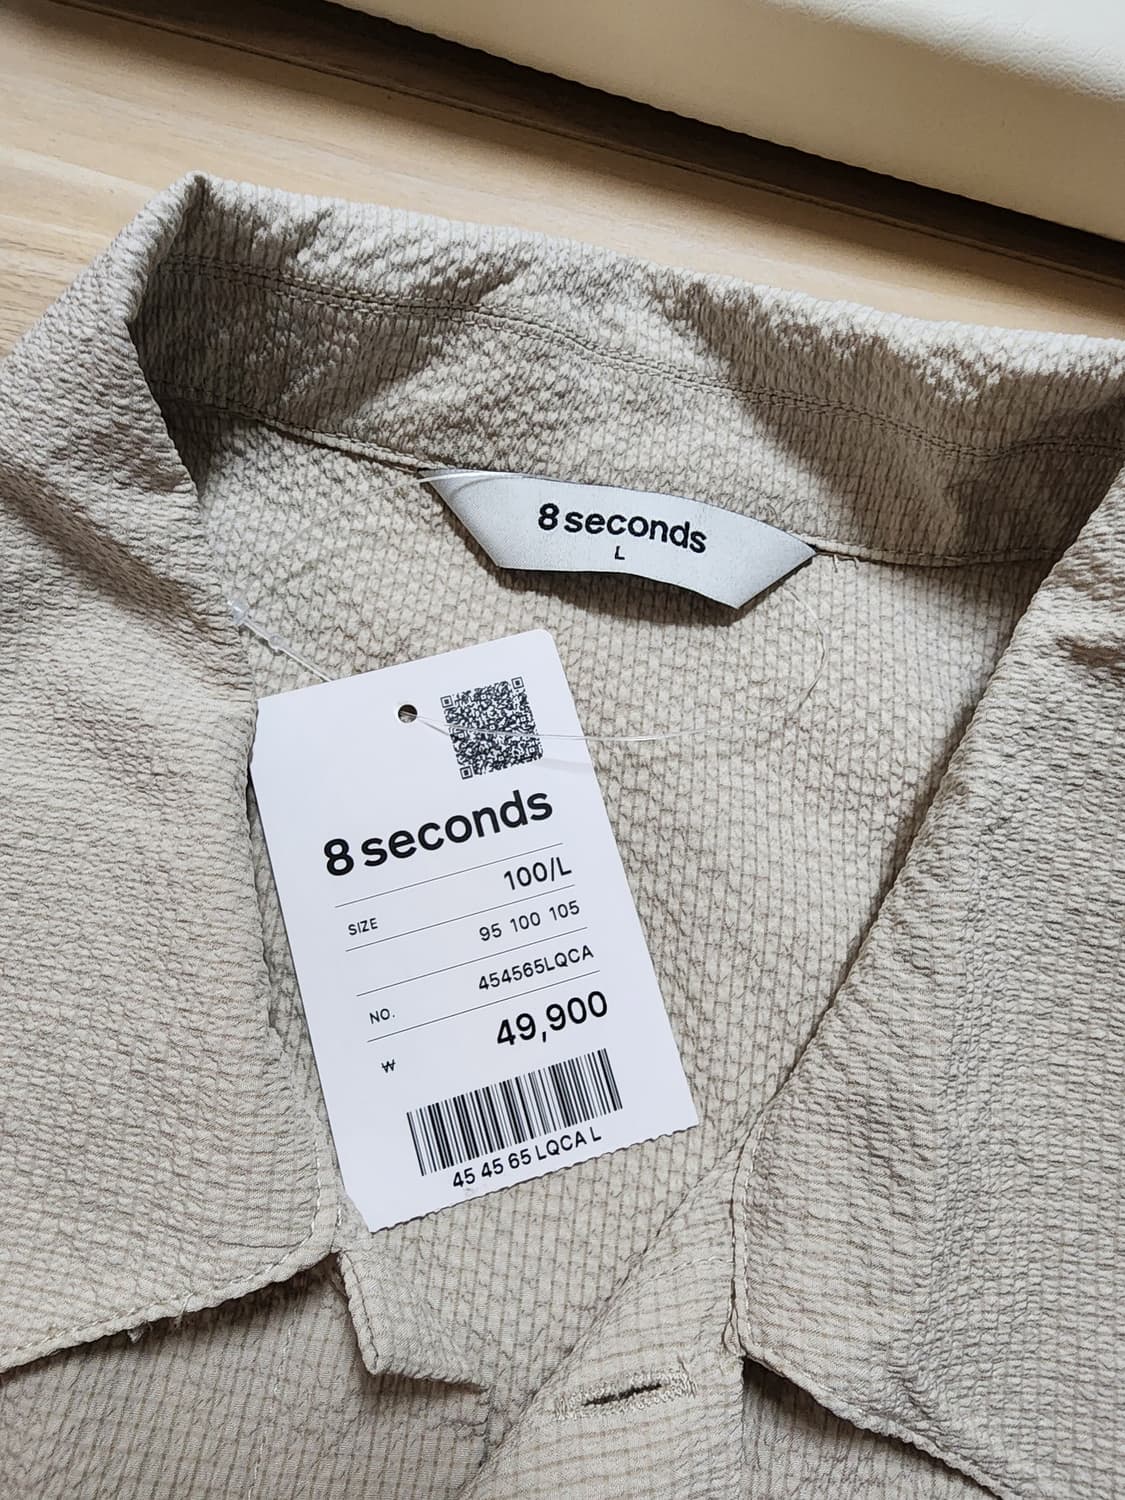 8 seconds
L
8 seconds
100/L
SIZE
95 100 105
454565LQCA
NO.
49,900
₩
45 45 65 LQCA L